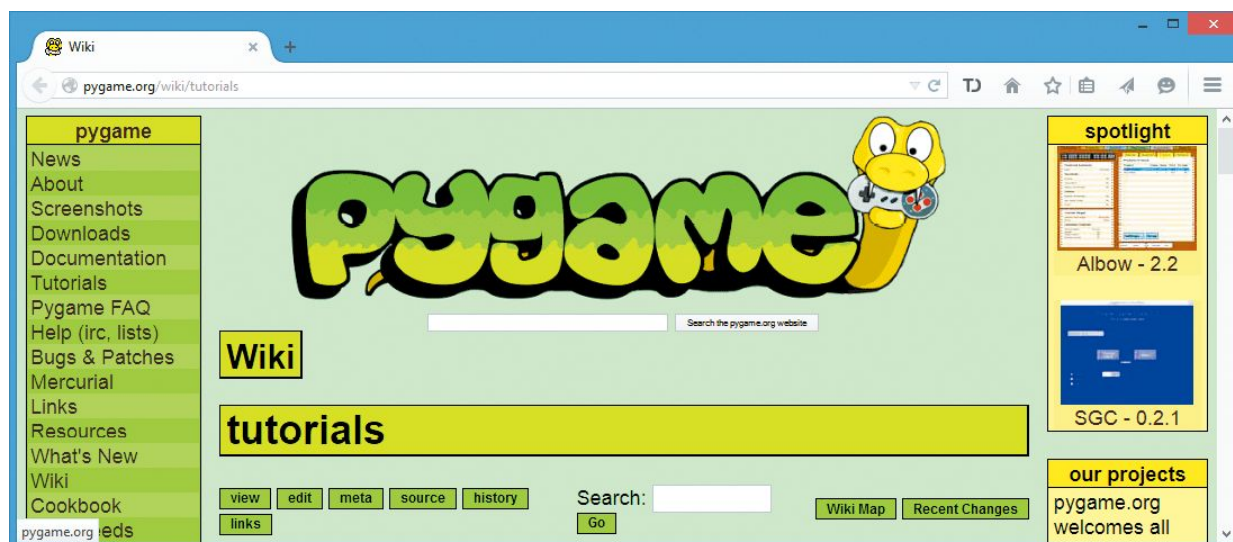 Wiki
pygame.org/wiki/tutorials
pygame
News
About
Screenshots
Downloads
Documentation
Tutorials
Pygame FAQ
Help (irc, lists)
Bugs & Patches
Mercurial
Links
Resources
What's New
Wiki
Cookbook
eeds
pygame.org
pygame
Search the pygame.org website
Wiki
tutorials
view edit meta source history
links
Search:
Go
Wiki Map Recent Changes
spotlight
Albow - 2.2
SGC - 0.2.1
our projects
pygame.org
welcomes all